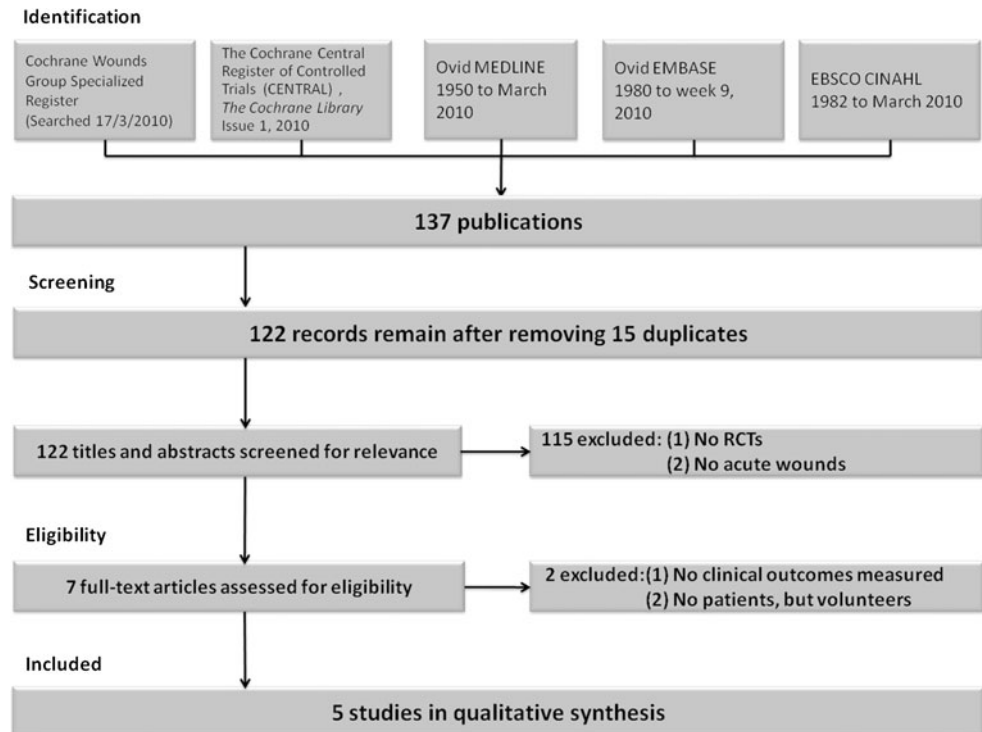 Identification
Cochrane Wounds
Group Specialized
Register
(Searched 17/3/2010)
The Cochrane Central
Register of Controlled
Trials (CENTRAL) ,
The Cochrane Library
Issue 1, 2010
Ovid MEDLINE
1950 to March
2010
Ovid EMBASE
1980 to week 9,
2010
EBSCO CINAHL
1982 to March 2010
137 publications
Screening
122 records remain after removing 15 duplicates
122 titles and abstracts screened for relevance
115 excluded: (1) No RCTs
(2) No acute wounds
Eligibility
7 full-text articles assessed for eligibility
2 excluded:(1) No clinical outcomes measured
(2) No patients, but volunteers
Included
5 studies in qualitative synthesis